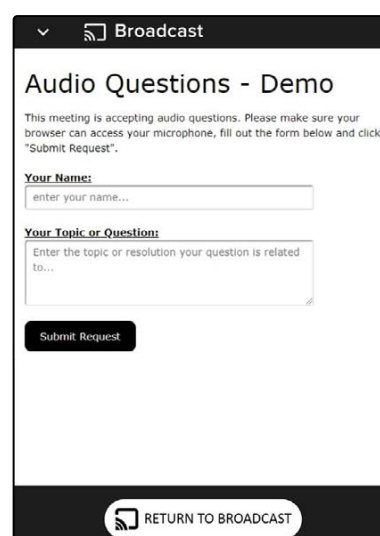 Broadcast
Audio Questions - Demo
This meeting is accepting audio questions. Please make sure your
browser can access your microphone, fill out the form below and click
"Submit Request".
Your Name:
enter your name...
Your Topic or Question:
Enter the topic or resolution your question is related
to...
Submit Request
RETURN TO BROADCAST